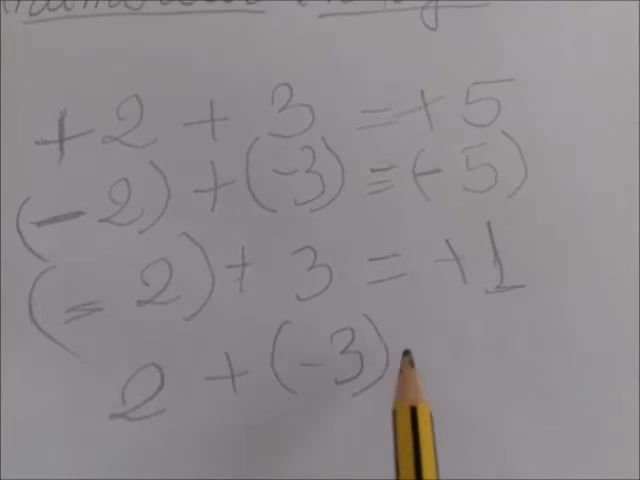 +2 + 3 = +5
(-2) + (-3) = (-5)
(-2) + 3 = +1
2 + (-3)